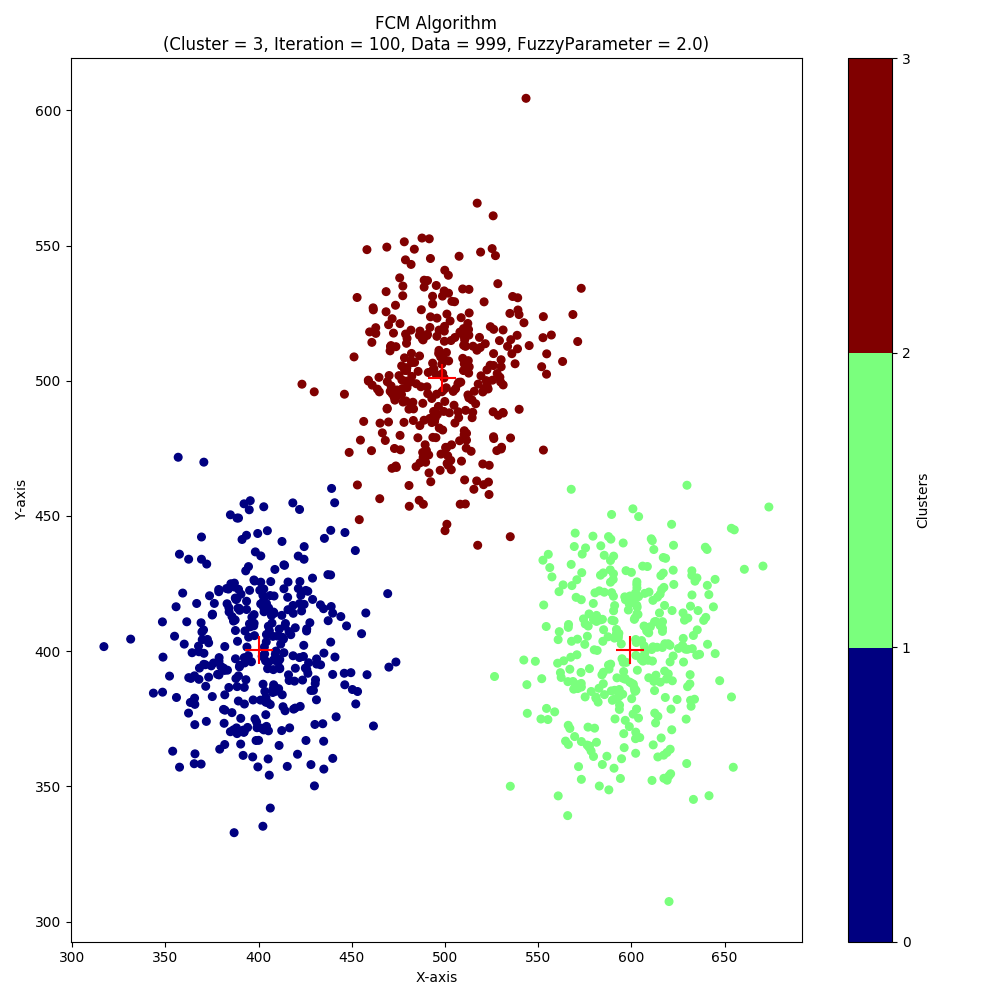 FCM Algorithm
(Cluster = 3, Iteration = 100, Data = 999, FuzzyParameter = 2.0)
600
550
500
450
400
350
300
Y-axis
300 350 400 450 500 550 600 650
X-axis
3
2
1
0
Clusters